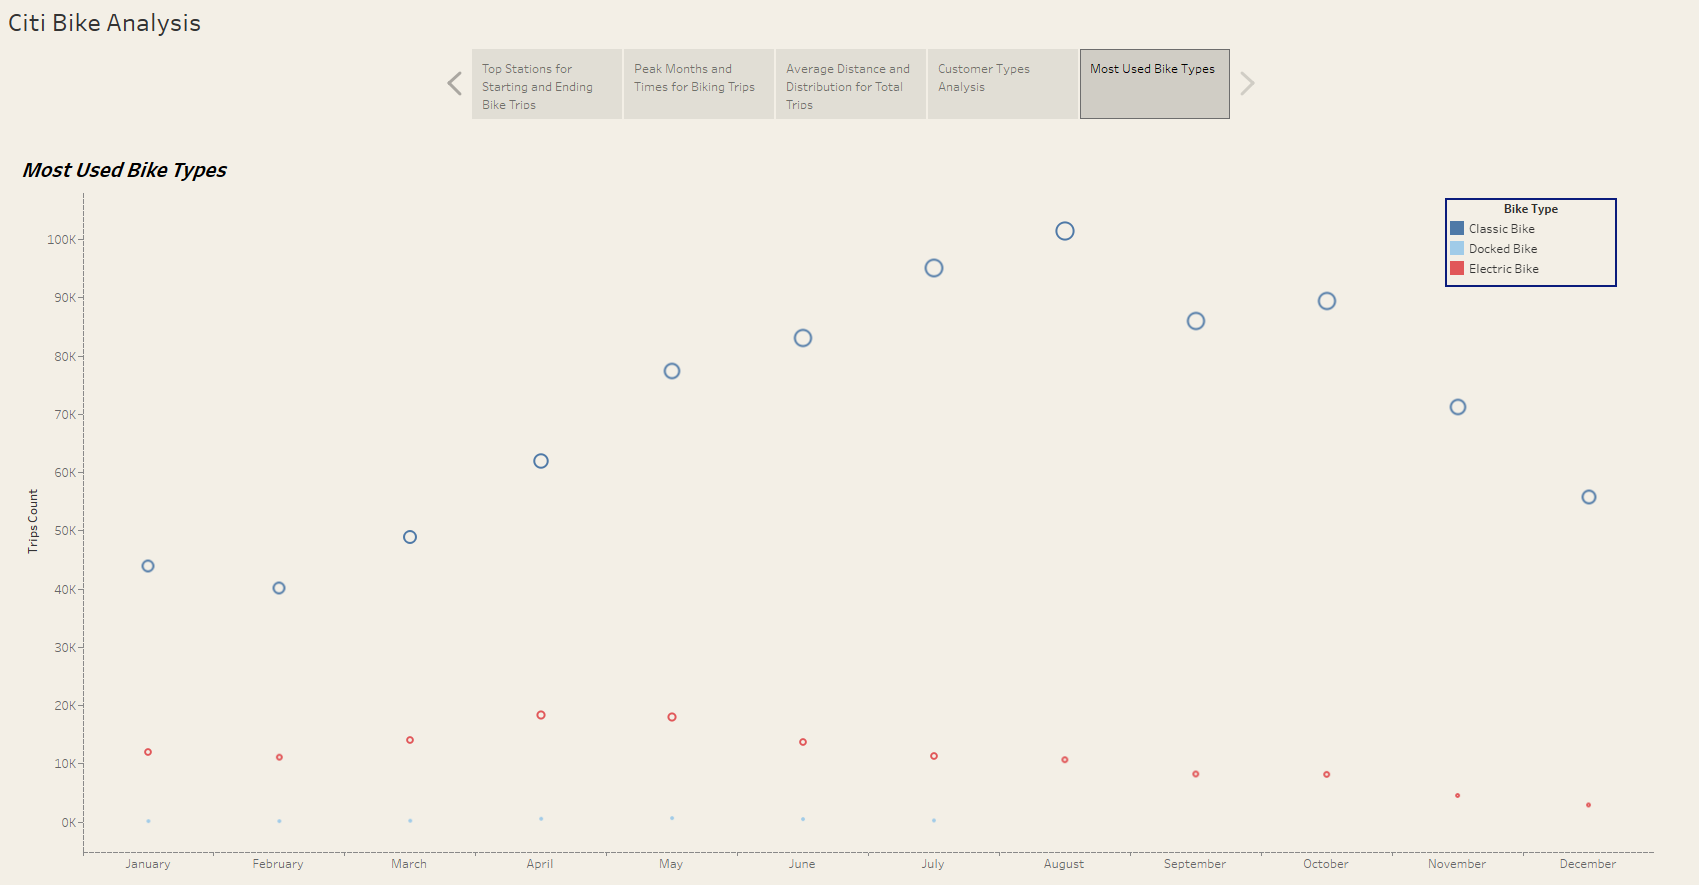 Citi Bike Analysis
Top Stations for
Starting and Ending
Bike Trips
Peak Months and
Times for Biking Trips
Average Distance and
Distribution for Total
Trips
Customer Types
Analysis
Most Used Bike Types
Most Used Bike Types
Bike Type
Classic Bike
Docked Bike
Electric Bike
100K
90K
80K
70K
60K
50K
40K
30K
20K
10K
0K
Trips Count
January February March April May June July August September October November December